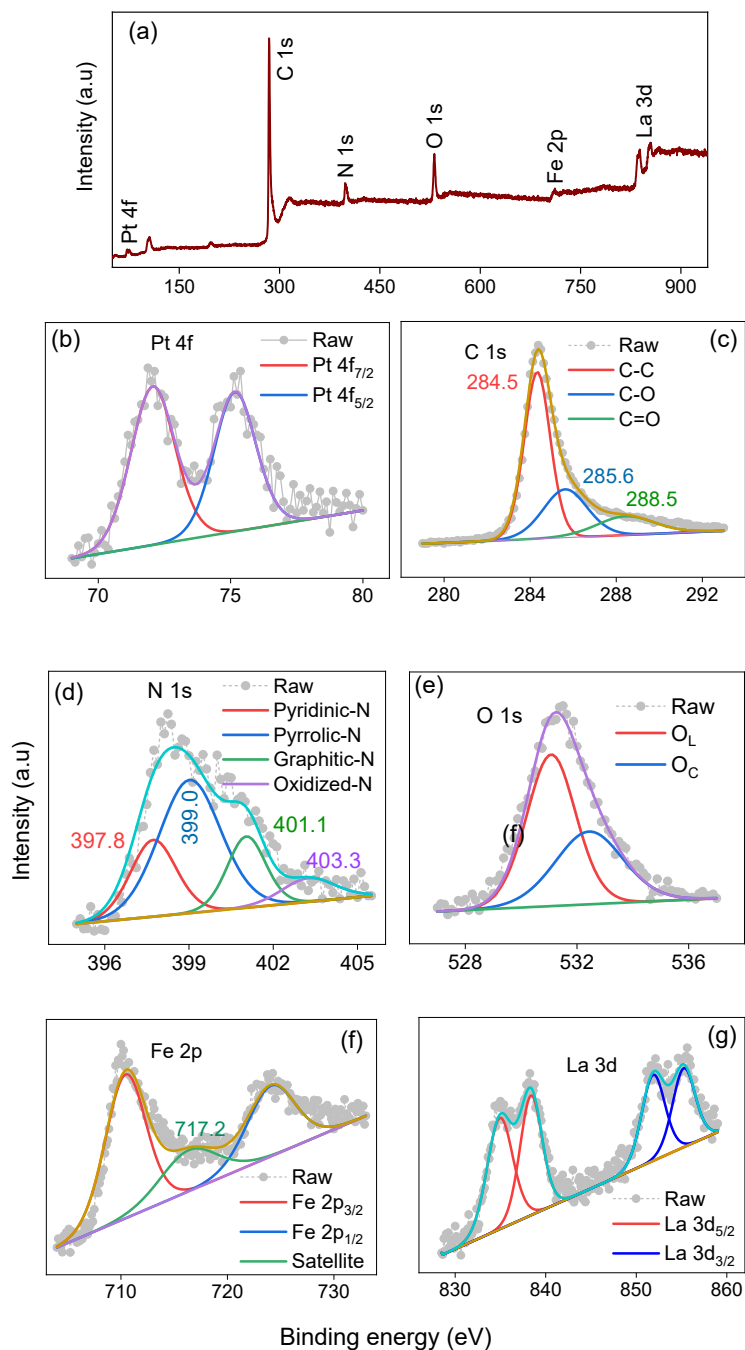 (a)
Intensity (a.u)
Pt 4f
C 1s
N 1s
O 1s
Fe 2p
La 3d
150 300 450 600 750 900
(b)
Pt 4f
Raw
Pt 4f7/2
Pt 4f5/2
70 75 80
(c)
C 1s
Raw
C-C
C-O
C=O
284.5
285.6
288.5
280 284 288 292
(d)
N 1s
Raw
Pyridinic-N
Pyrrolic-N
Graphitic-N
Oxidized-N
397.8
399.0
401.1
403.3
Intensity (a.u)
396 399 402 405
(e)
O 1s
Raw
OL
OC
(f)
528 532 536
(f)
Fe 2p
717.2
Raw
Fe 2p3/2
Fe 2p1/2
Satellite
710 720 730
(g)
La 3d
Raw
La 3d5/2
La 3d3/2
830 840 850 860
Binding energy (eV)